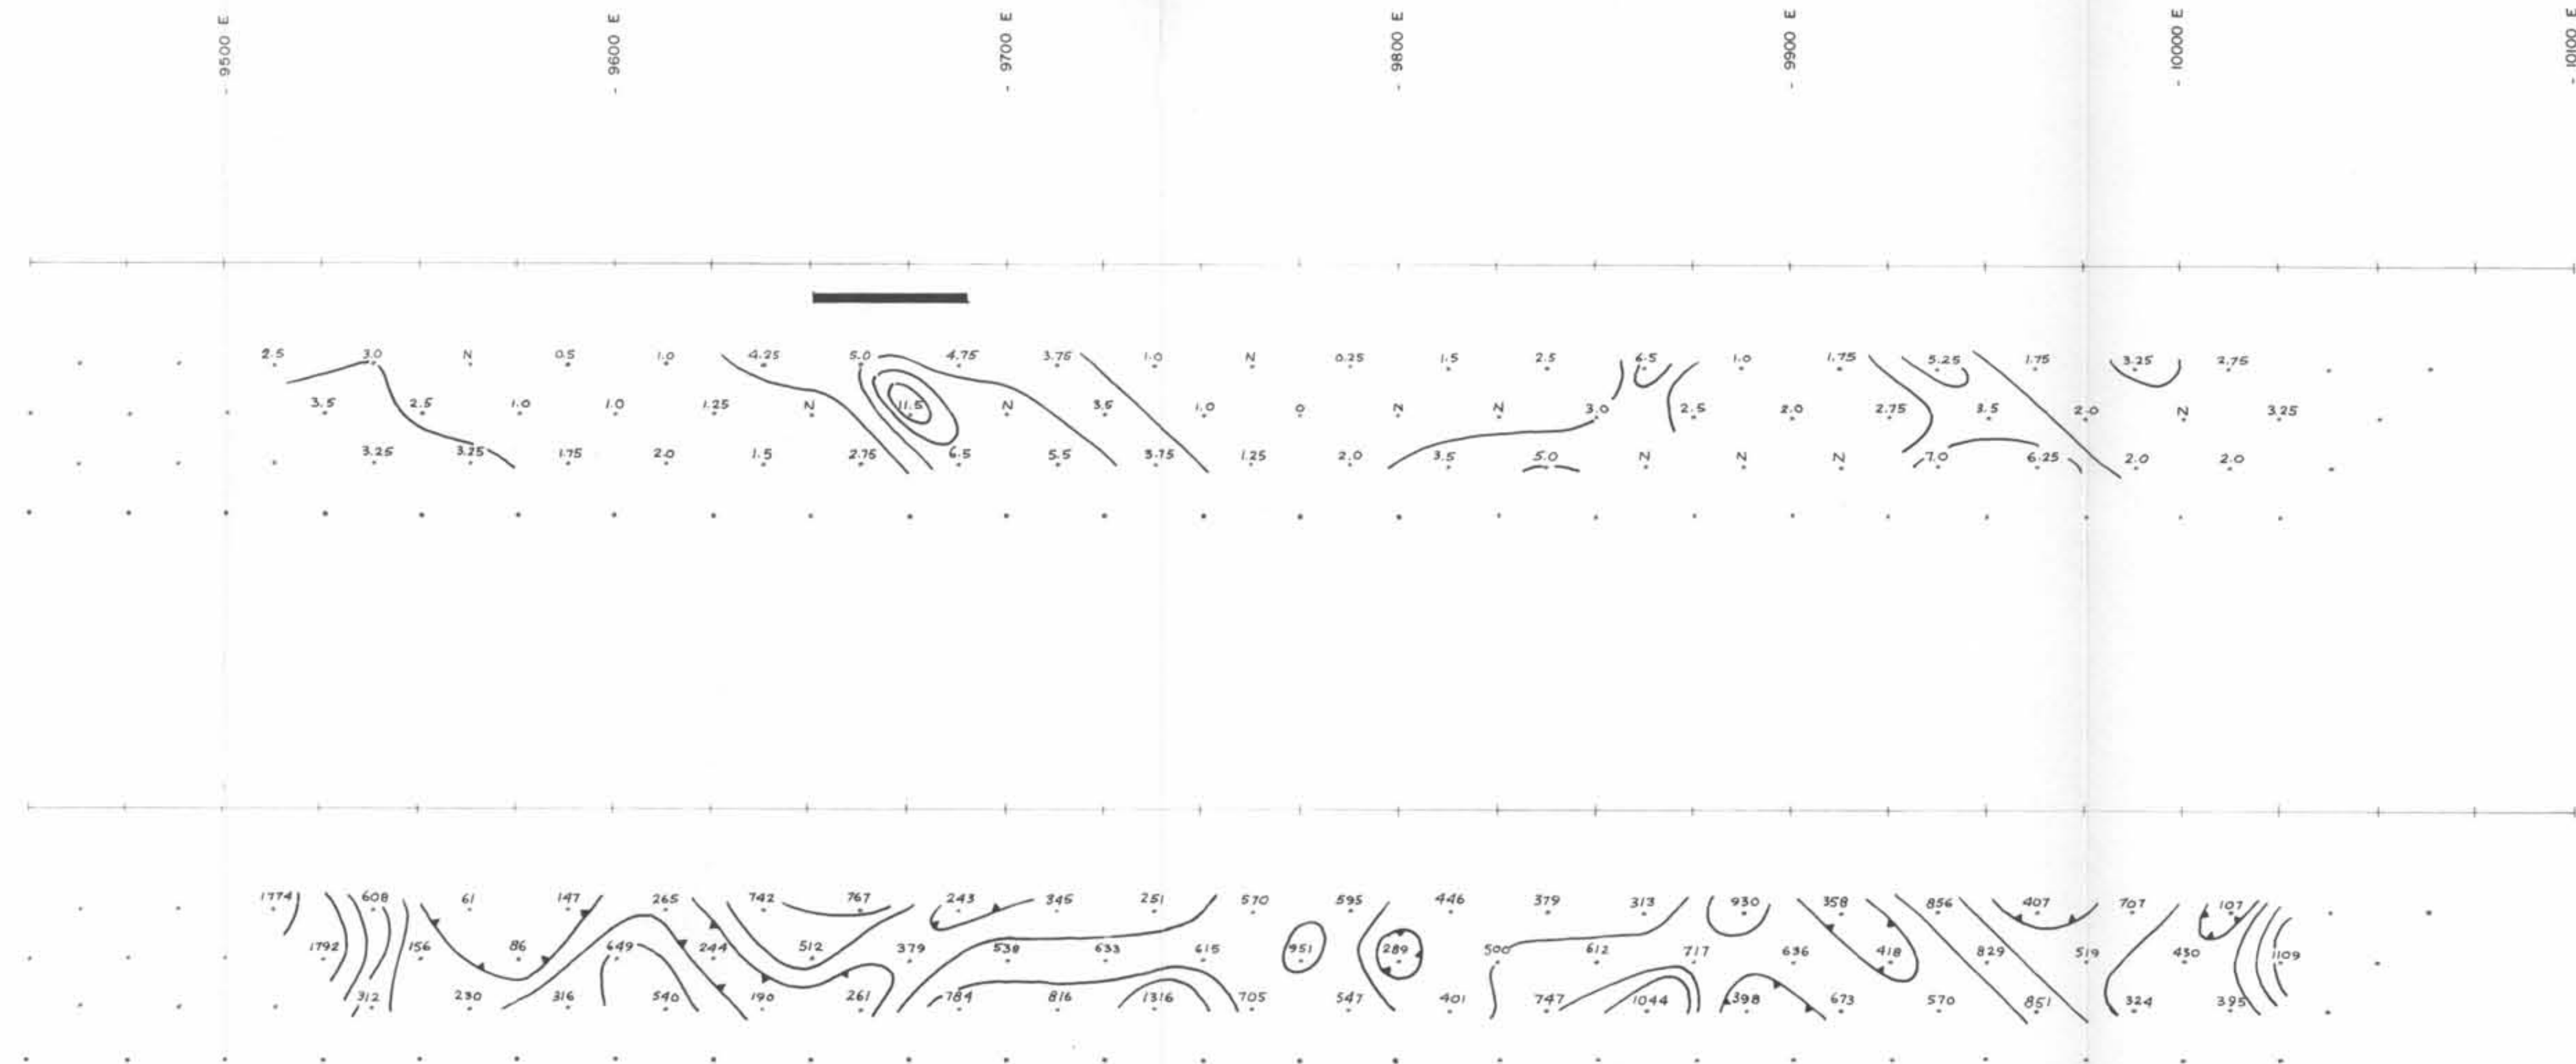 - 9500 E
- 9600 E
- 9700 E
- 9800 E
- 9900 E
- 10000 E
- 10100 E
2.5 3.0 N 0.5 1.0 4.25 5.0 4.75 3.75 1.0 N 0.25 1.5 2.5 6.5 1.0 1.75 5.25 1.75 3.25 2.75
3.5 2.5 1.0 1.0 1.25 N 11.5 N 3.5 1.0 0 N N 3.0 2.5 2.0 2.75 3.5 2.0 N 3.25
3.25 3.25 1.75 2.0 1.5 2.75 6.5 5.5 3.75 1.25 2.0 3.5 5.0 N N N 7.0 6.25 2.0 2.0
1774 608 61 147 265 742 767 243 345 251 570 595 446 379 313 930 358 856 407 707 107
1792 156 86 649 244 512 379 538 633 615 951 289 500 612 717 636 418 829 519 430 1109
312 230 316 540 190 261 784 816 1316 705 547 401 747 1044 398 673 570 851 324 395